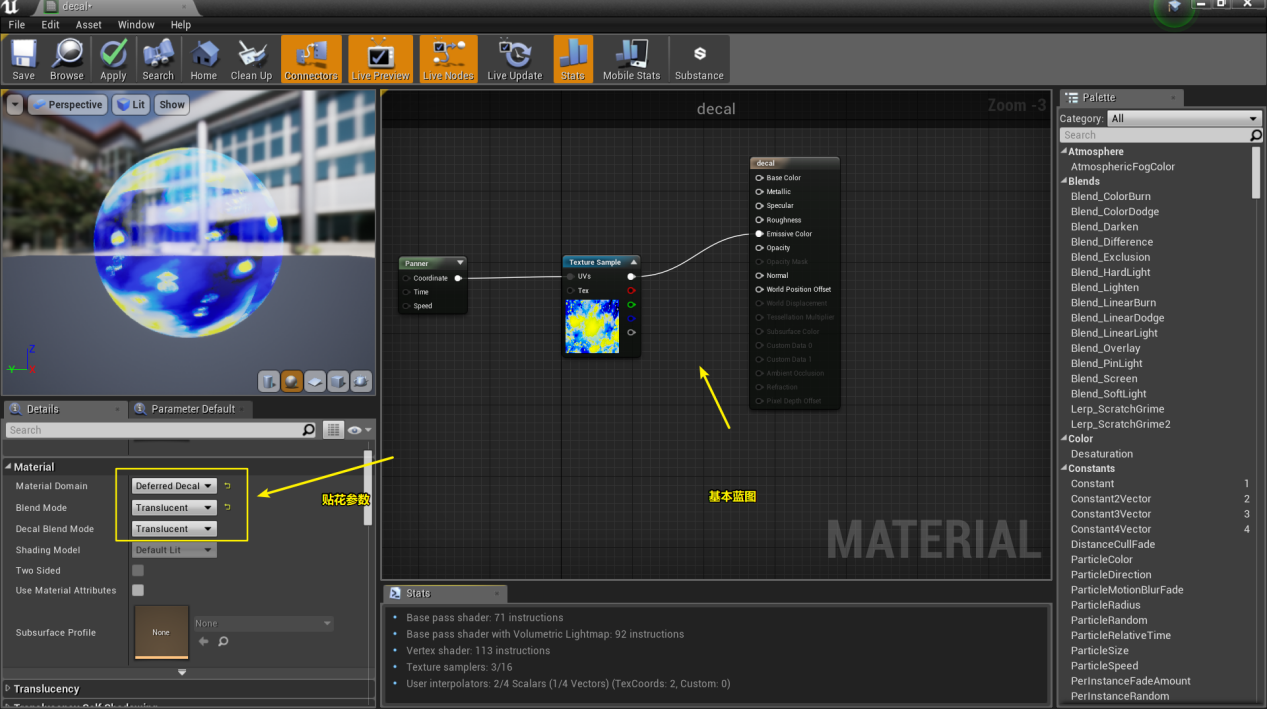 decal*
File Edit Asset Window Help
Save Browse Apply Search Home Clean Up Connectors Live Preview Live Nodes Live Update Stats Mobile Stats Substance
Perspective Lit Show
Z
Y
X
Details Parameter Default
Search
Material
Material Domain Deferred Decal
Blend Mode Translucent
Decal Blend Mode Translucent
贴花参数
Shading Model Default Lit
Two Sided
Use Material Attributes
Subsurface Profile None None
Translucency
Translucency Self Shadowing
decal
Zoom -3
Panner
Coordinate
Time
Speed
Texture Sample
UVs
Tex
decal
Base Color
Metallic
Specular
Roughness
Emissive Color
Opacity
Opacity Mask
Normal
World Position Offset
World Displacement
Tessellation Multiplier
Subsurface Color
Custom Data 0
Custom Data 1
Ambient Occlusion
Refraction
Pixel Depth Offset
基本蓝图
MATERIAL
Stats
Base pass shader: 71 instructions
Base pass shader with Volumetric Lightmap: 92 instructions
Vertex shader: 113 instructions
Texture samplers: 3/16
User interpolators: 2/4 Scalars (1/4 Vectors) (TexCoords: 2, Custom: 0)
Palette
Category: All
Search
Atmosphere
AtmosphericFogColor
Blends
Blend_ColorBurn
Blend_ColorDodge
Blend_Darken
Blend_Difference
Blend_Exclusion
Blend_HardLight
Blend_Lighten
Blend_LinearBurn
Blend_LinearDodge
Blend_LinearLight
Blend_Overlay
Blend_PinLight
Blend_Screen
Blend_SoftLight
Lerp_ScratchGrime
Lerp_ScratchGrime2
Color
Desaturation
Constants
Constant 1
Constant2Vector 2
Constant3Vector 3
Constant4Vector 4
DistanceCullFade
ParticleColor
ParticleDirection
ParticleMotionBlurFade
ParticleRadius
ParticleRandom
ParticleRelativeTime
ParticleSize
ParticleSpeed
PerInstanceFadeAmount
PerInstanceRandom